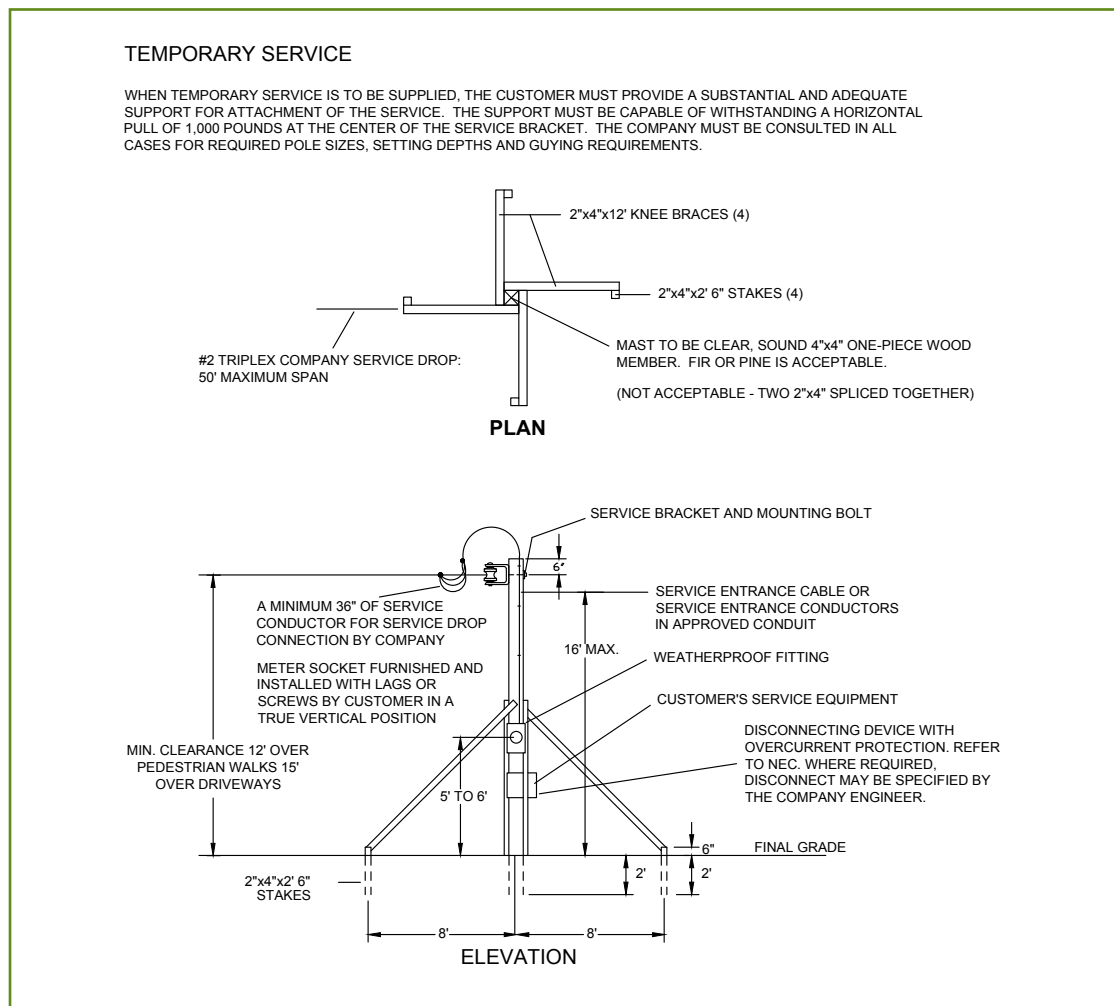 TEMPORARY SERVICE
WHEN TEMPORARY SERVICE IS TO BE SUPPLIED, THE CUSTOMER MUST PROVIDE A SUBSTANTIAL AND ADEQUATE
SUPPORT FOR ATTACHMENT OF THE SERVICE. THE SUPPORT MUST BE CAPABLE OF WITHSTANDING A HORIZONTAL
PULL OF 1,000 POUNDS AT THE CENTER OF THE SERVICE BRACKET. THE COMPANY MUST BE CONSULTED IN ALL
CASES FOR REQUIRED POLE SIZES, SETTING DEPTHS AND GUYING REQUIREMENTS.
2"x4"x12' KNEE BRACES (4)
2"x4"x2' 6" STAKES (4)
#2 TRIPLEX COMPANY SERVICE DROP:
50' MAXIMUM SPAN
MAST TO BE CLEAR, SOUND 4"x4" ONE-PIECE WOOD
MEMBER. FIR OR PINE IS ACCEPTABLE.
(NOT ACCEPTABLE - TWO 2"x4" SPLICED TOGETHER)
PLAN
SERVICE BRACKET AND MOUNTING BOLT
6"
A MINIMUM 36" OF SERVICE
CONDUCTOR FOR SERVICE DROP
CONNECTION BY COMPANY
SERVICE ENTRANCE CABLE OR
SERVICE ENTRANCE CONDUCTORS
IN APPROVED CONDUIT
16' MAX.
WEATHERPROOF FITTING
METER SOCKET FURNISHED AND
INSTALLED WITH LAGS OR
SCREWS BY CUSTOMER IN A
TRUE VERTICAL POSITION
CUSTOMER'S SERVICE EQUIPMENT
MIN. CLEARANCE 12' OVER
PEDESTRIAN WALKS 15'
OVER DRIVEWAYS
DISCONNECTING DEVICE WITH
OVERCURRENT PROTECTION. REFER
TO NEC. WHERE REQUIRED,
DISCONNECT MAY BE SPECIFIED BY
THE COMPANY ENGINEER.
5' TO 6'
6"
FINAL GRADE
2"x4"x2' 6"
STAKES
2'
2'
8'
8'
ELEVATION